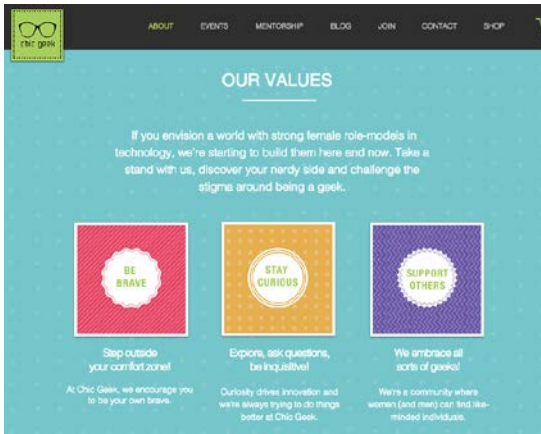 ABOUT EVENTS MENTORSHIP BLOG JOIN CONTACT SHOP
chic geek
OUR VALUES
If you envision a world with strong female role-models in
technology, we're starting to build them here and now. Take a
stand with us, discover your nerdy side and challenge the
stigma around being a geek.
BE
BRAVE
STAY
CURIOUS
SUPPORT
OTHERS
Step outside
your comfort zone!
Explore, ask questions,
be inquisitive!
We embrace all
sorts of geeks!
At Chic Geek, we encourage you
to be your own brave.
Curiosity drives innovation and
we're always trying to do things
better at Chic Geek.
We're a community where
women (and men) can find like-
minded individuals.